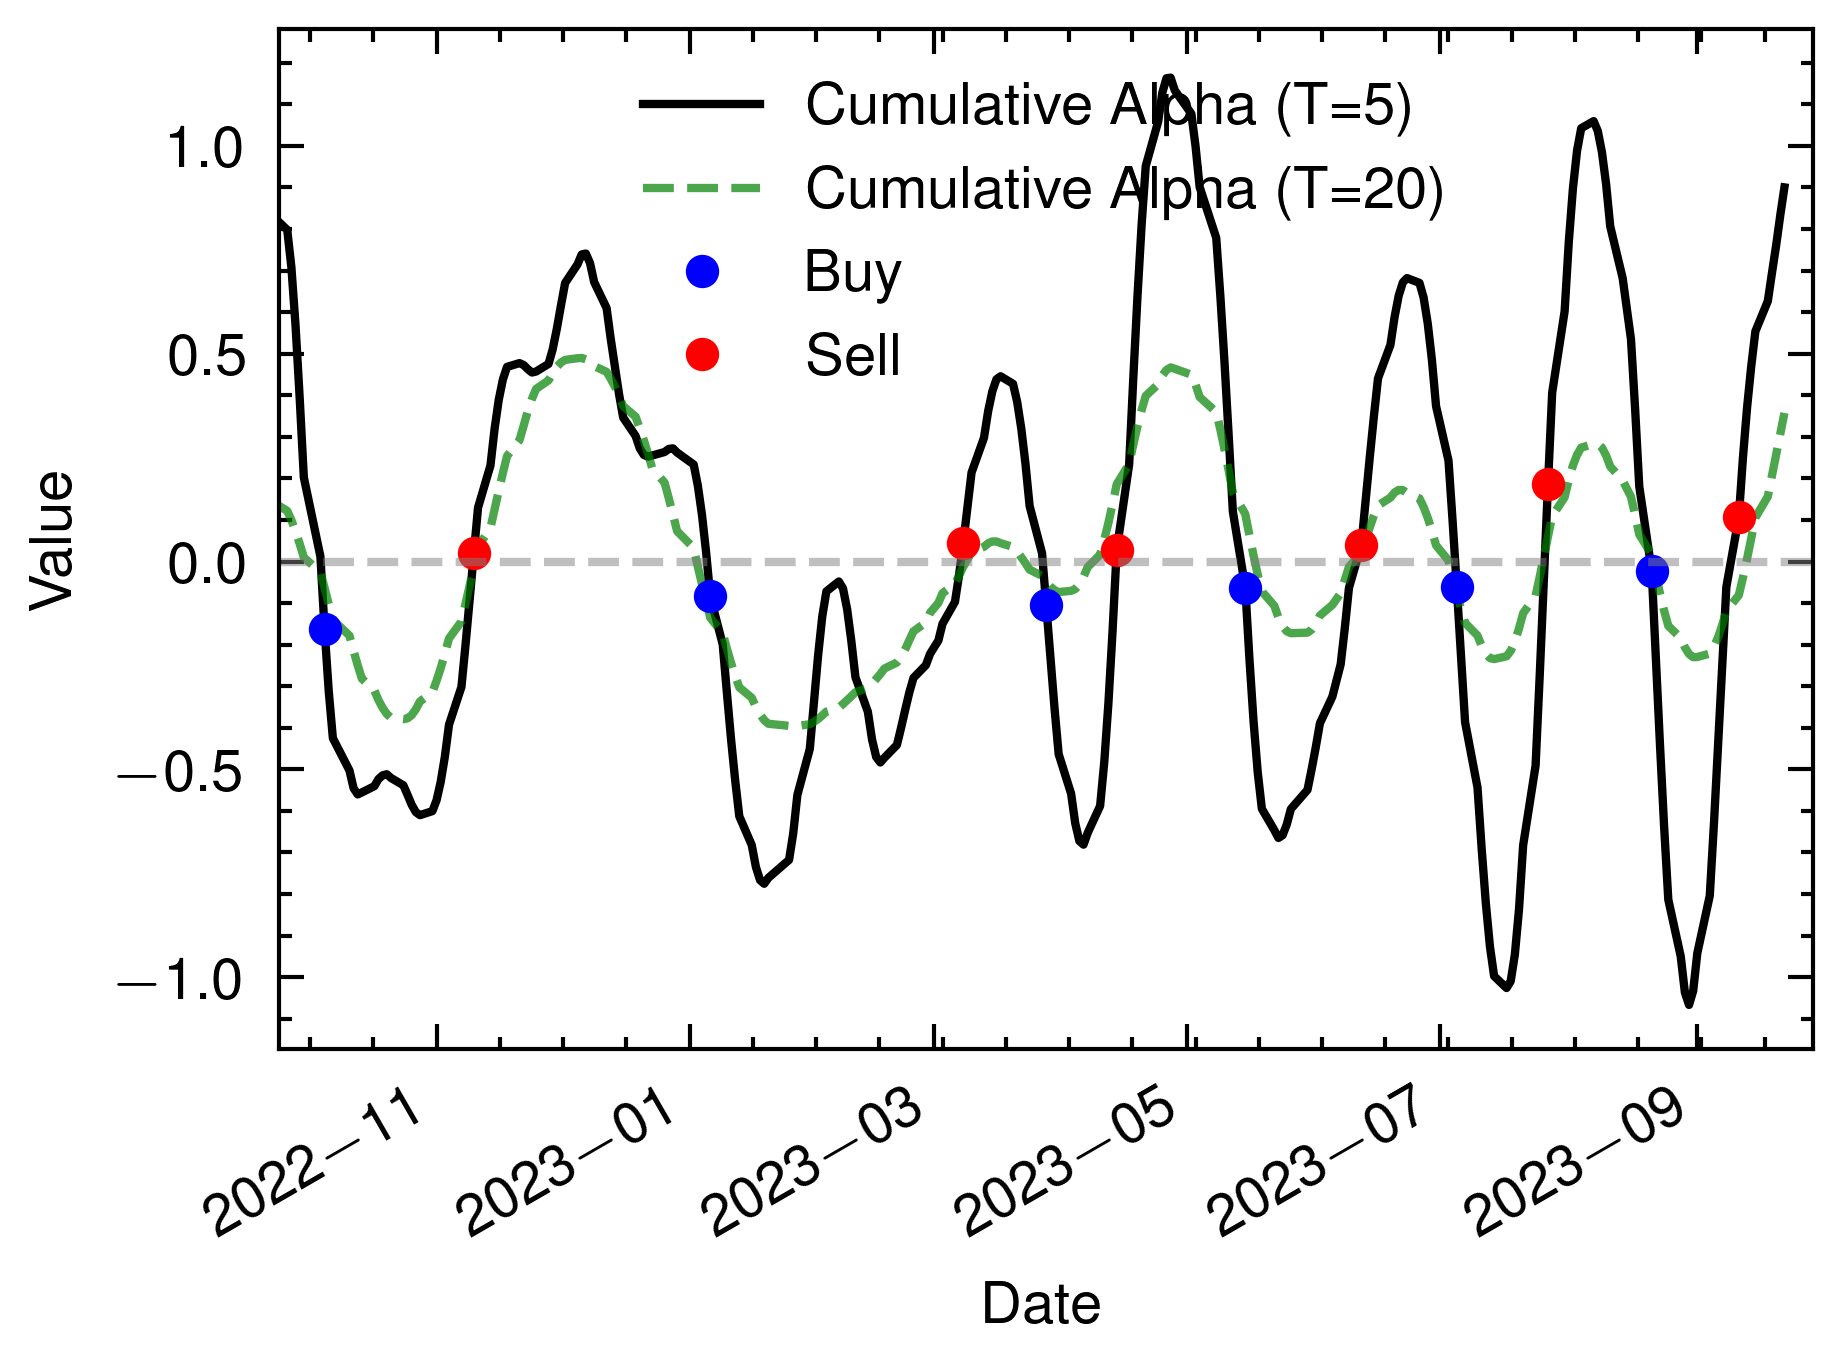 Cumulative Alpha (T=5)
Cumulative Alpha (T=20)
Buy
Sell
Value
1.0
0.5
0.0
−0.5
−1.0
2022−11
2023−01
2023−03
2023−05
2023−07
2023−09
Date